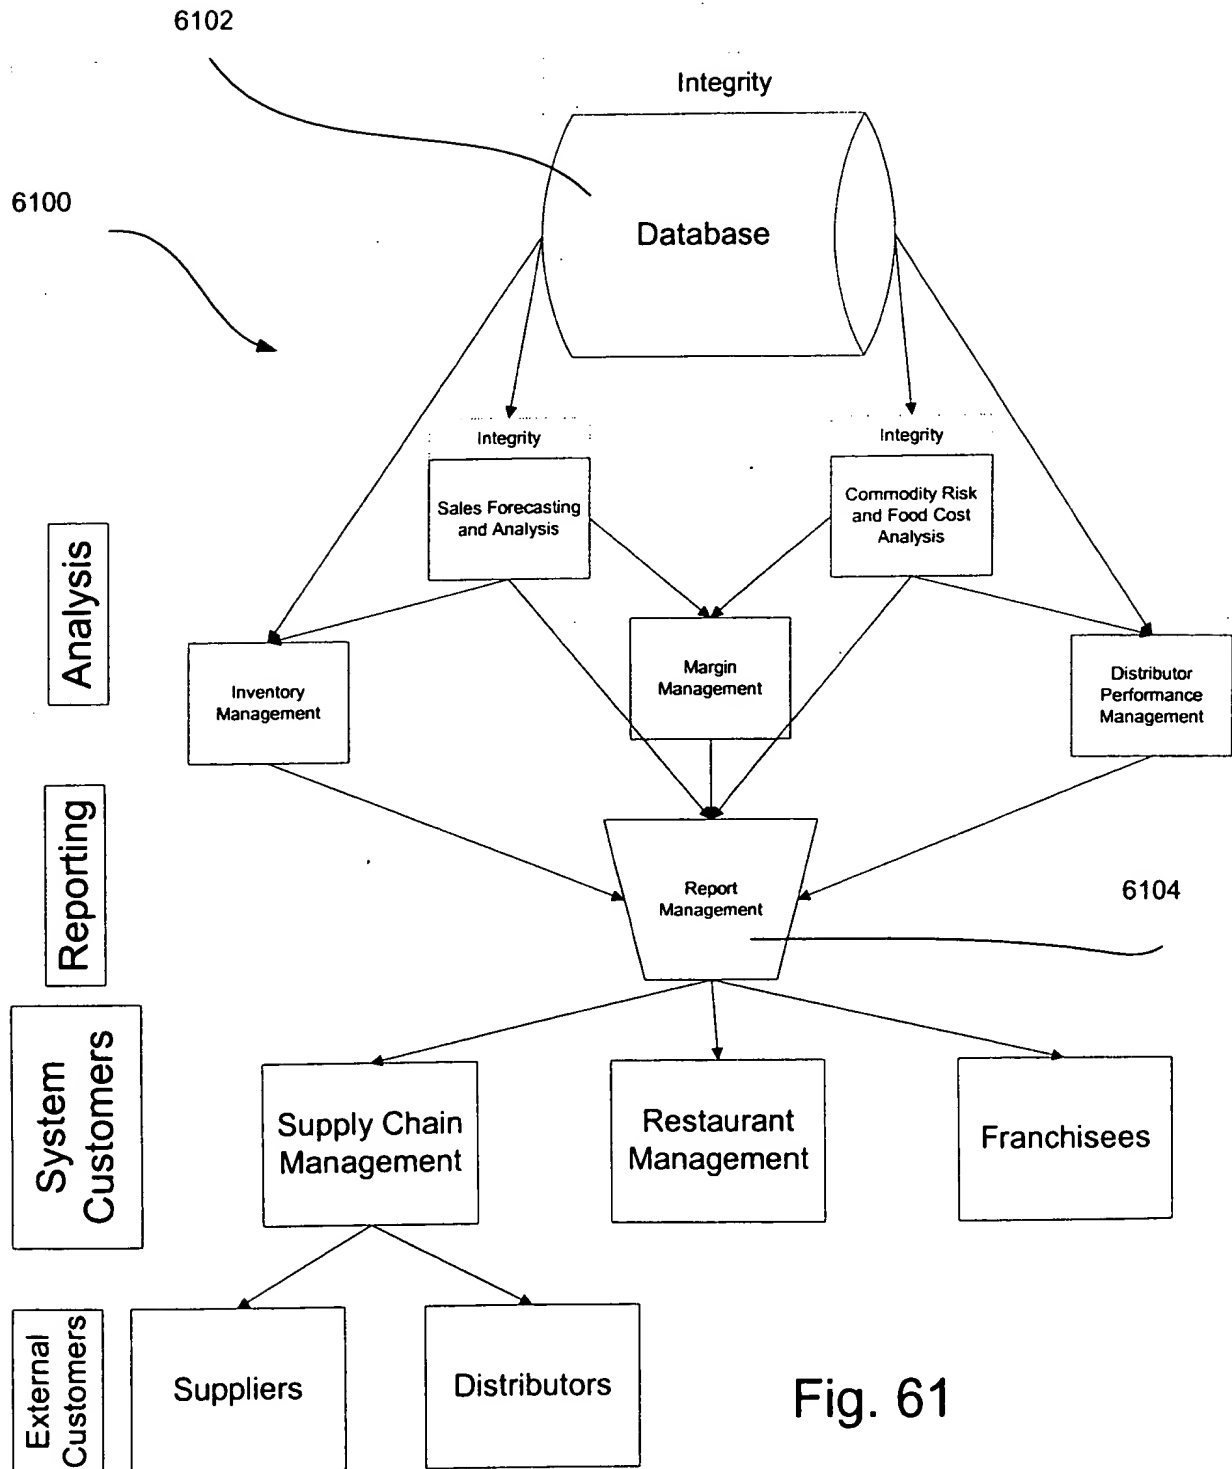 6102
Integrity
6100
Database
Integrity
Integrity
Sales Forecasting
and Analysis
Commodity Risk
and Food Cost
Analysis
Analysis
Inventory
Management
Margin
Management
Distributor
Performance
Management
Reporting
Report
Management
6104
System
Customers
Supply Chain
Management
Restaurant
Management
Franchisees
External
Customers
Suppliers
Distributors
Fig. 61